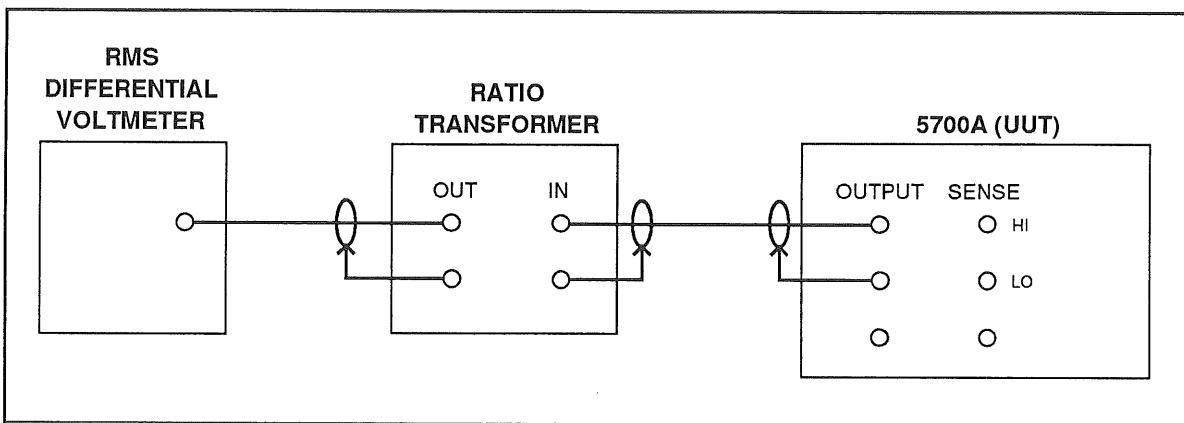 RMS
DIFFERENTIAL
VOLTMETER
RATIO
TRANSFORMER
5700A (UUT)
OUT IN
OUTPUT SENSE
HI
LO